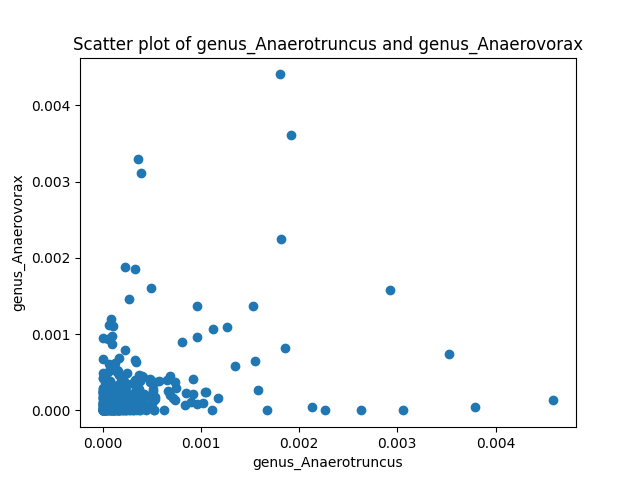 Scatter plot of genus_Anaerotruncus and genus_Anaerovorax
0.004
0.003
0.002
0.001
0.000
genus_Anaerovorax
0.000 0.001 0.002 0.003 0.004
genus_Anaerotruncus